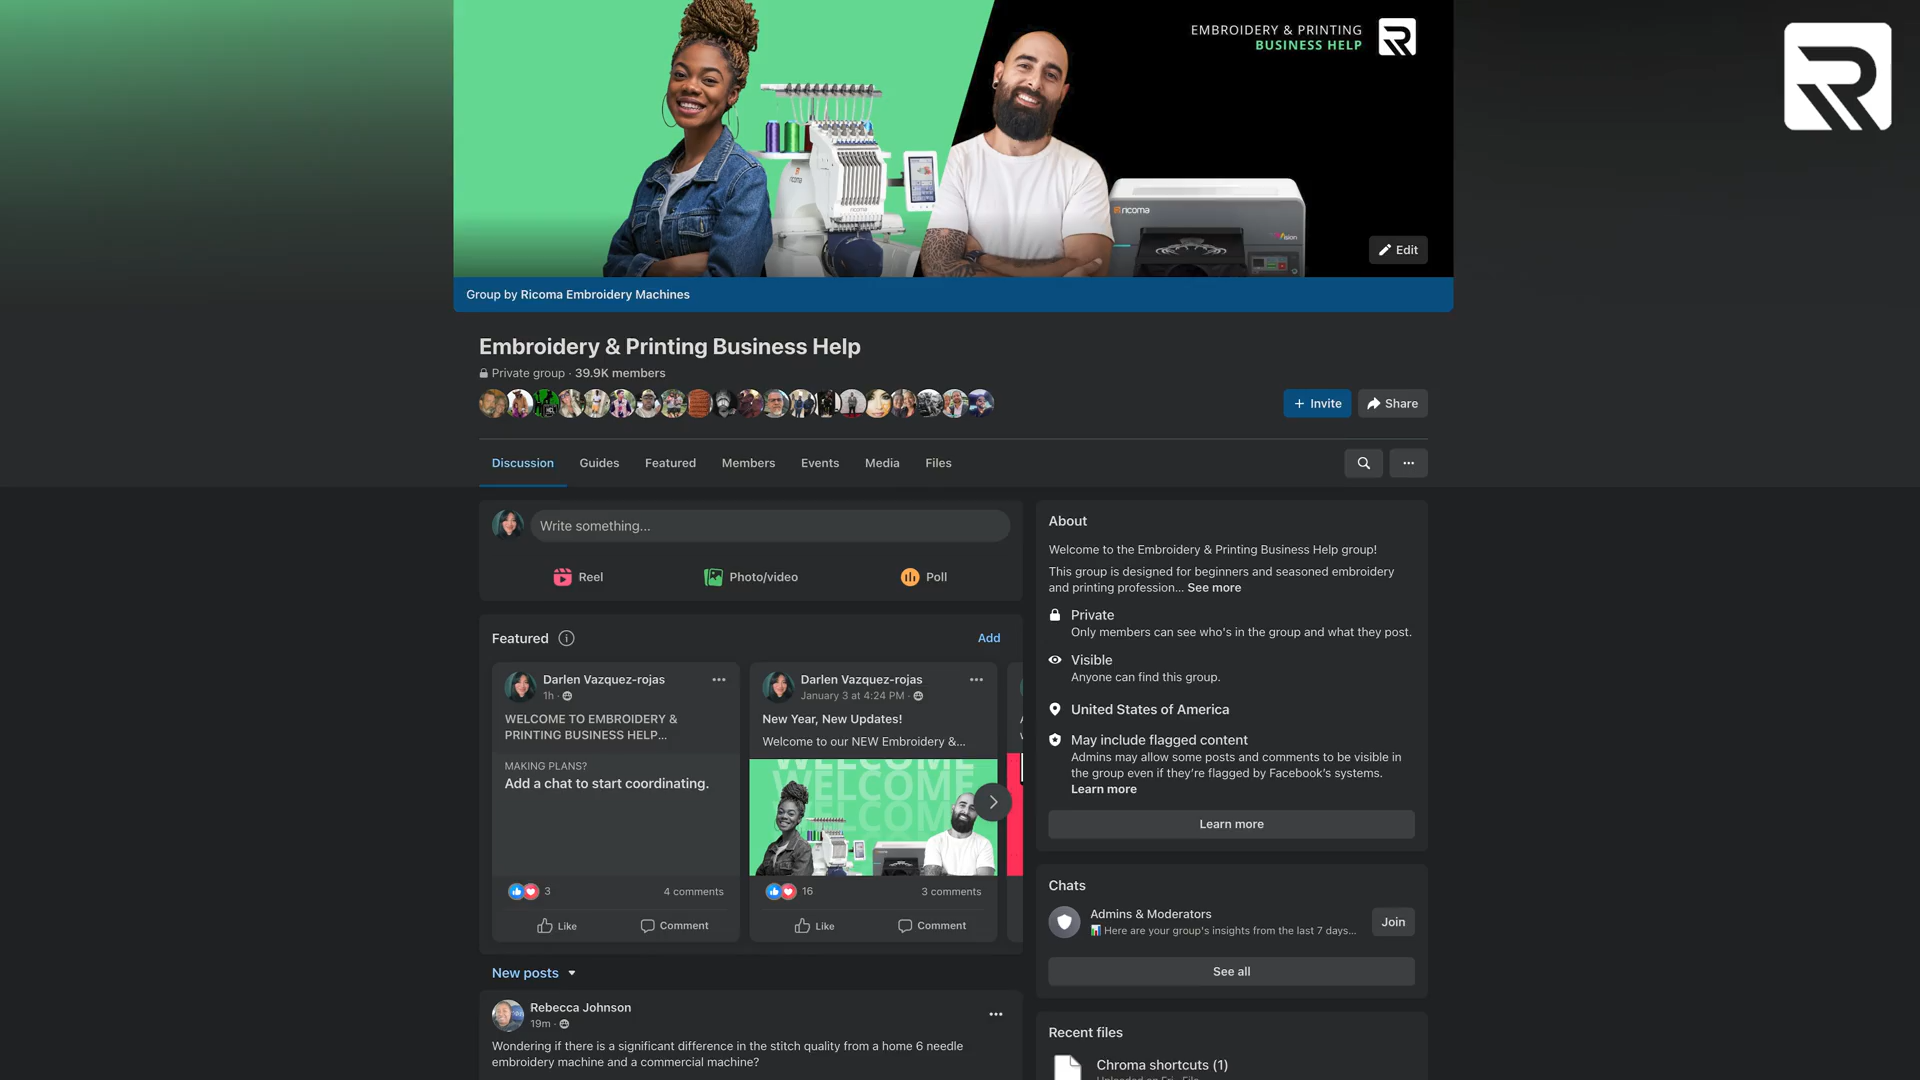 EMBROIDERY & PRINTING
BUSINESS HELP
ricoma
ricoma
ricoma
Edit
Group by Ricoma Embroidery Machines
Embroidery & Printing Business Help
Private group · 39.9K members
+ Invite
Share
Discussion
Guides
Featured
Members
Events
Media
Files
Write something...
Reel
Photo/video
Poll
Featured
Add
Darlen Vazquez-rojas
1h ·
WELCOME TO EMBROIDERY &
PRINTING BUSINESS HELP...
MAKING PLANS?
Add a chat to start coordinating.
3
4 comments
Like
Comment
Darlen Vazquez-rojas
January 3 at 4:24 PM ·
New Year, New Updates!
Welcome to our NEW Embroidery &...
WELCOME
WELCOME
WELCOME
16
3 comments
Like
Comment
New posts
Rebecca Johnson
19m ·
Wondering if there is a significant difference in the stitch quality from a home 6 needle
embroidery machine and a commercial machine?
About
Welcome to the Embroidery & Printing Business Help group!
This group is designed for beginners and seasoned embroidery
and printing profession... See more
Private
Only members can see who's in the group and what they post.
Visible
Anyone can find this group.
United States of America
May include flagged content
Admins may allow some posts and comments to be visible in
the group even if they're flagged by Facebook's systems.
Learn more
Learn more
Chats
Admins & Moderators
Here are your group's insights from the last 7 days...
Join
See all
Recent files
Chroma shortcuts (1)